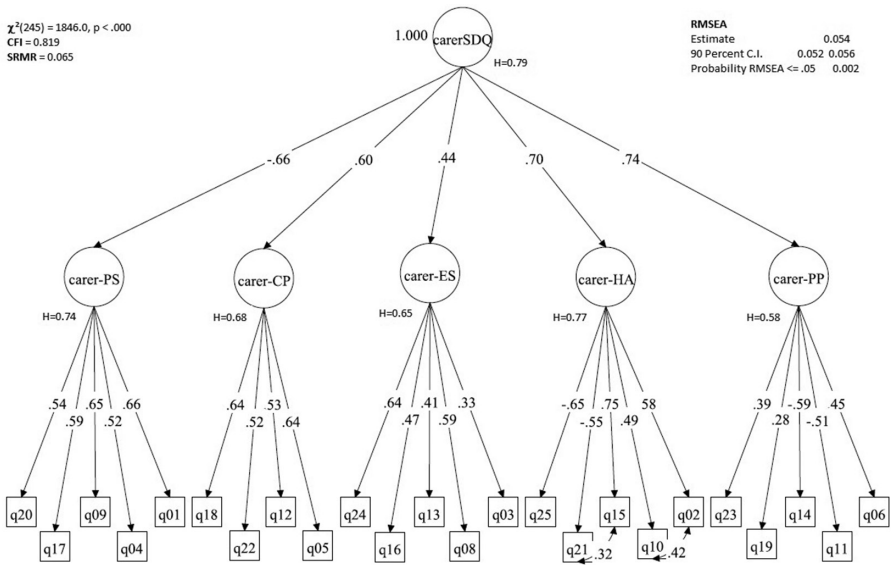 χ²(245) = 1846.0, p < .000
CFI = 0.819
SRMR = 0.065
1.000 carerSDQ
H=0.79
RMSEA
Estimate 0.054
90 Percent C.I. 0.052 0.056
Probability RMSEA <= .05 0.002
-.66 .60 .44 .70 .74
carer-PS carer-CP carer-ES carer-HA carer-PP
H=0.74 H=0.68 H=0.65 H=0.77 H=0.58
.54 .65 .66 .64 .53 .64 .41 .33 -.65 .75 58 .39 -.59 .45
.59 .52 .52 .64 .47 .59 -.55 .49 .28 -.51
q20 q09 q01 q18 q12 q24 q13 q03 q25 q15 q02 q23 q14 q06
q17 q04 q22 q05 q16 q08 q21 .32 q10 .42 q19 q11